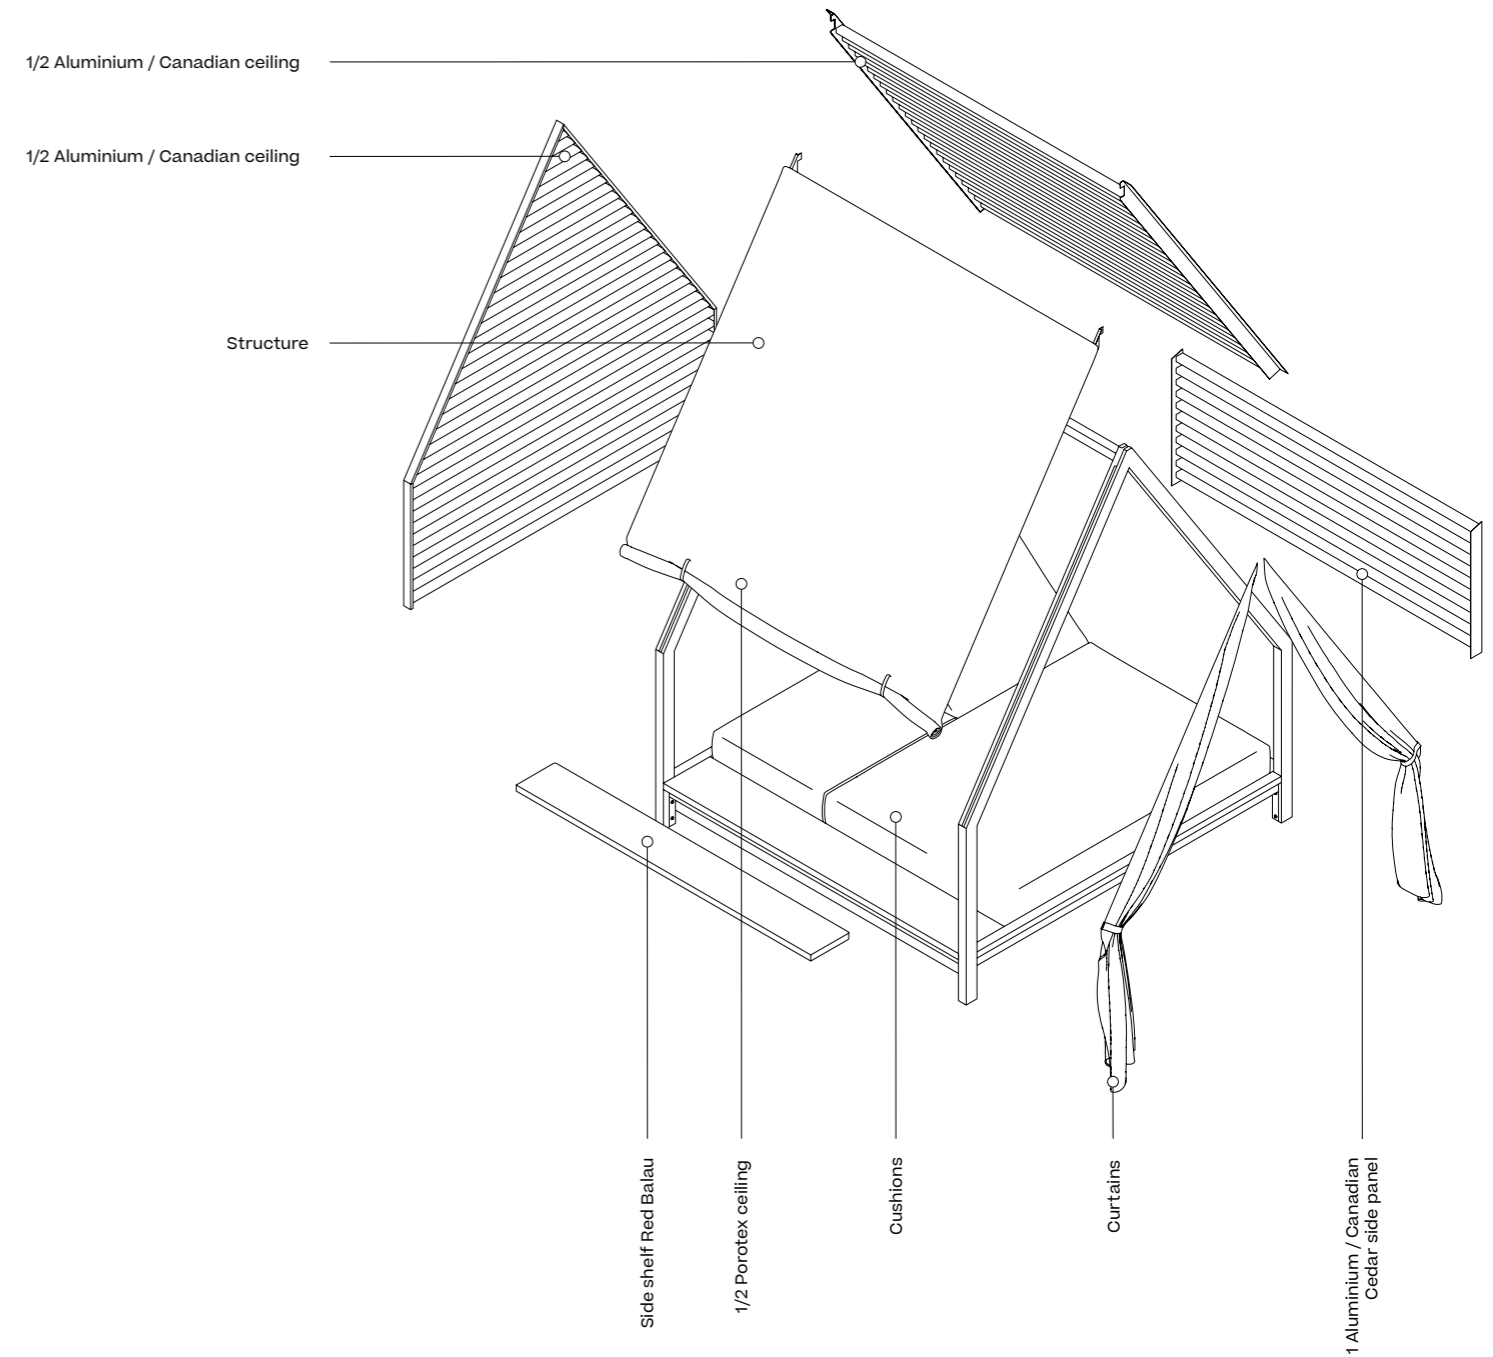 1/2 Aluminium / Canadian ceiling
1/2 Aluminium / Canadian ceiling
Structure
Side shelf Red Balau
1/2 Porotex ceiling
Cushions
Curtains
1 Aluminium / Canadian
Cedar side panel